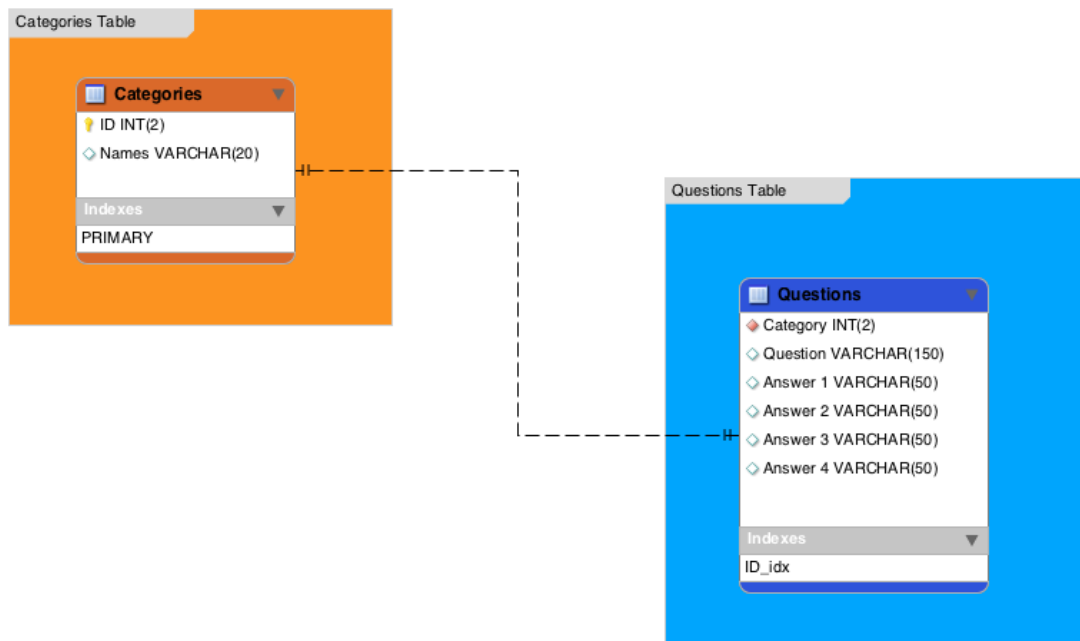 Categories Table
Categories
ID INT(2)
Names VARCHAR(20)
Indexes
PRIMARY
Questions Table
Questions
Category INT(2)
Question VARCHAR(150)
Answer 1 VARCHAR(50)
Answer 2 VARCHAR(50)
Answer 3 VARCHAR(50)
Answer 4 VARCHAR(50)
Indexes
ID_idx